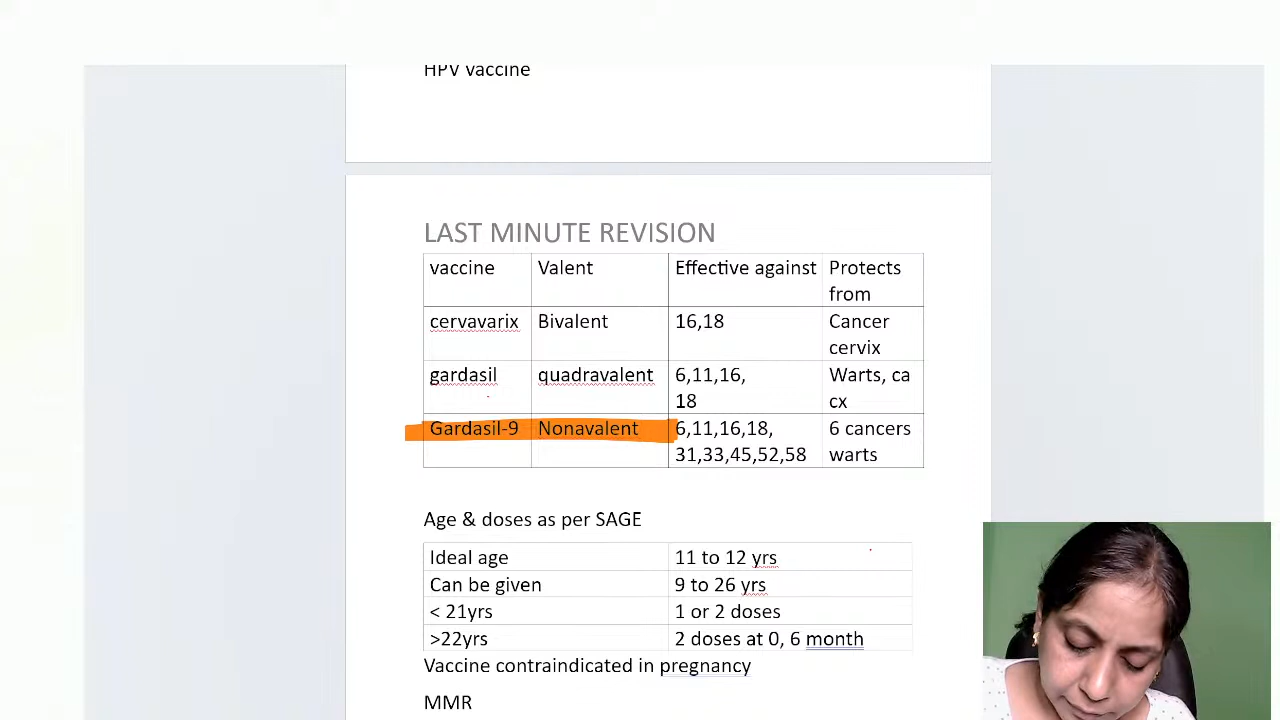 HPV vaccine
LAST MINUTE REVISION
vaccine Valent Effective against Protects
from
cervavarix Bivalent 16,18 Cancer
cervix
gardasil quadravalent 6,11,16, Warts, ca
18 cx
Gardasil-9 Nonavalent 6,11,16,18, 6 cancers
31,33,45,52,58 warts
Age & doses as per SAGE
Ideal age 11 to 12 yrs
Can be given 9 to 26 yrs
< 21yrs 1 or 2 doses
>22yrs 2 doses at 0, 6 month
Vaccine contraindicated in pregnancy
MMR